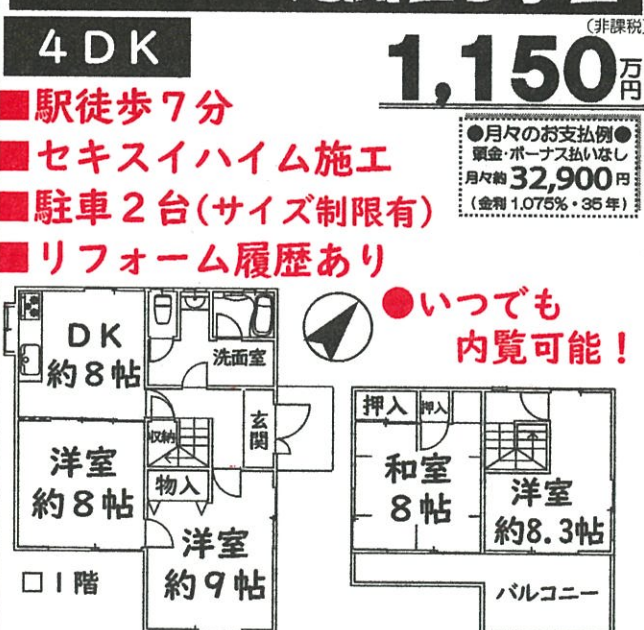 4DK
(非課税)
1,150万円
■駅徒歩7分
■セキスイハイム施工
■駐車2台(サイズ制限有)
■リフォーム履歴あり
●月々のお支払例●
頭金・ボーナス払いなし
月々約32,900円
(金利1.075%・35年)
●いつでも
内覧可能!
DK
約8帖
洗面室
収納
玄関
洋室
約8帖
物入
洋室
約9帖
□1階
押入
押入
和室
8帖
洋室
約8.3帖
バルコニー